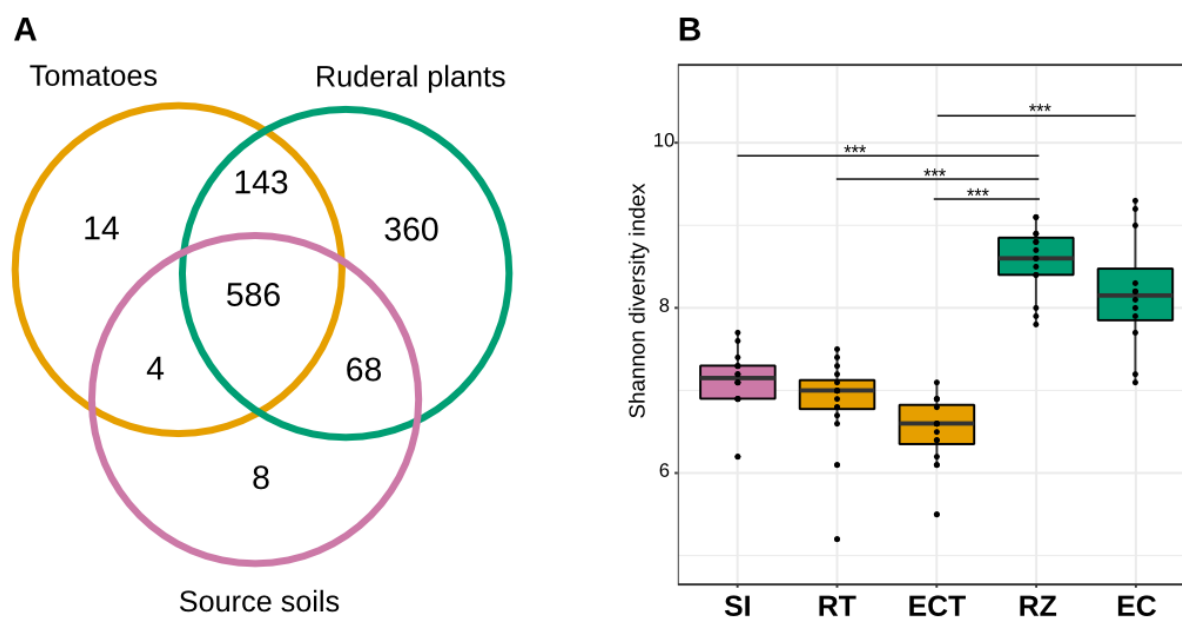 A
Tomatoes
Ruderal plants
143
14
360
586
4
68
8
Source soils
B
Shannon diversity index
10
8
6
***
***
***
***
SI RT ECT RZ EC